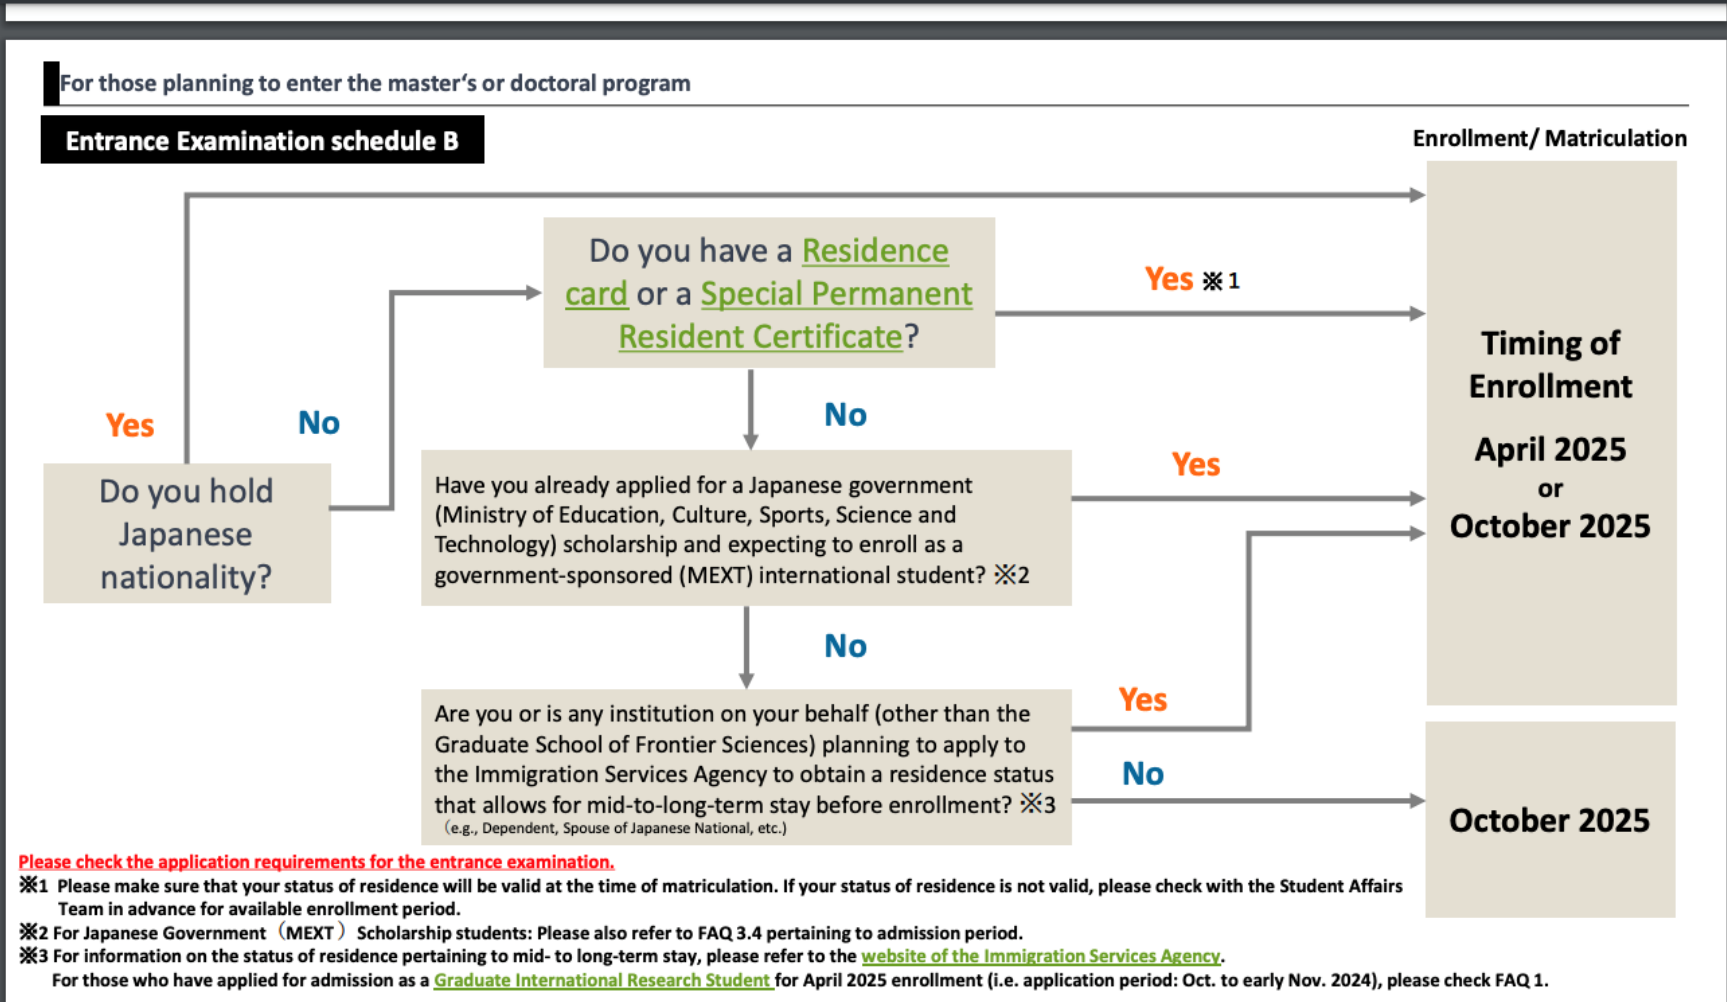 For those planning to enter the master‘s or doctoral program
Entrance Examination schedule B
Enrollment/ Matriculation
Do you have a Residence
card or a Special Permanent
Resident Certificate?
Yes ※1
Timing of
Enrollment
April 2025
or
October 2025
Yes
No
No
Do you hold
Japanese
nationality?
Have you already applied for a Japanese government
(Ministry of Education, Culture, Sports, Science and
Technology) scholarship and expecting to enroll as a
government-sponsored (MEXT) international student? ※2
Yes
No
Are you or is any institution on your behalf (other than the
Graduate School of Frontier Sciences) planning to apply to
the Immigration Services Agency to obtain a residence status
that allows for mid-to-long-term stay before enrollment? ※3
（e.g., Dependent, Spouse of Japanese National, etc.)
Yes
No
October 2025
Please check the application requirements for the entrance examination.
※1 Please make sure that your status of residence will be valid at the time of matriculation. If your status of residence is not valid, please check with the Student Affairs
Team in advance for available enrollment period.
※2 For Japanese Government（MEXT）Scholarship students: Please also refer to FAQ 3.4 pertaining to admission period.
※3 For information on the status of residence pertaining to mid- to long-term stay, please refer to the website of the Immigration Services Agency.
For those who have applied for admission as a Graduate International Research Student for April 2025 enrollment (i.e. application period: Oct. to early Nov. 2024), please check FAQ 1.